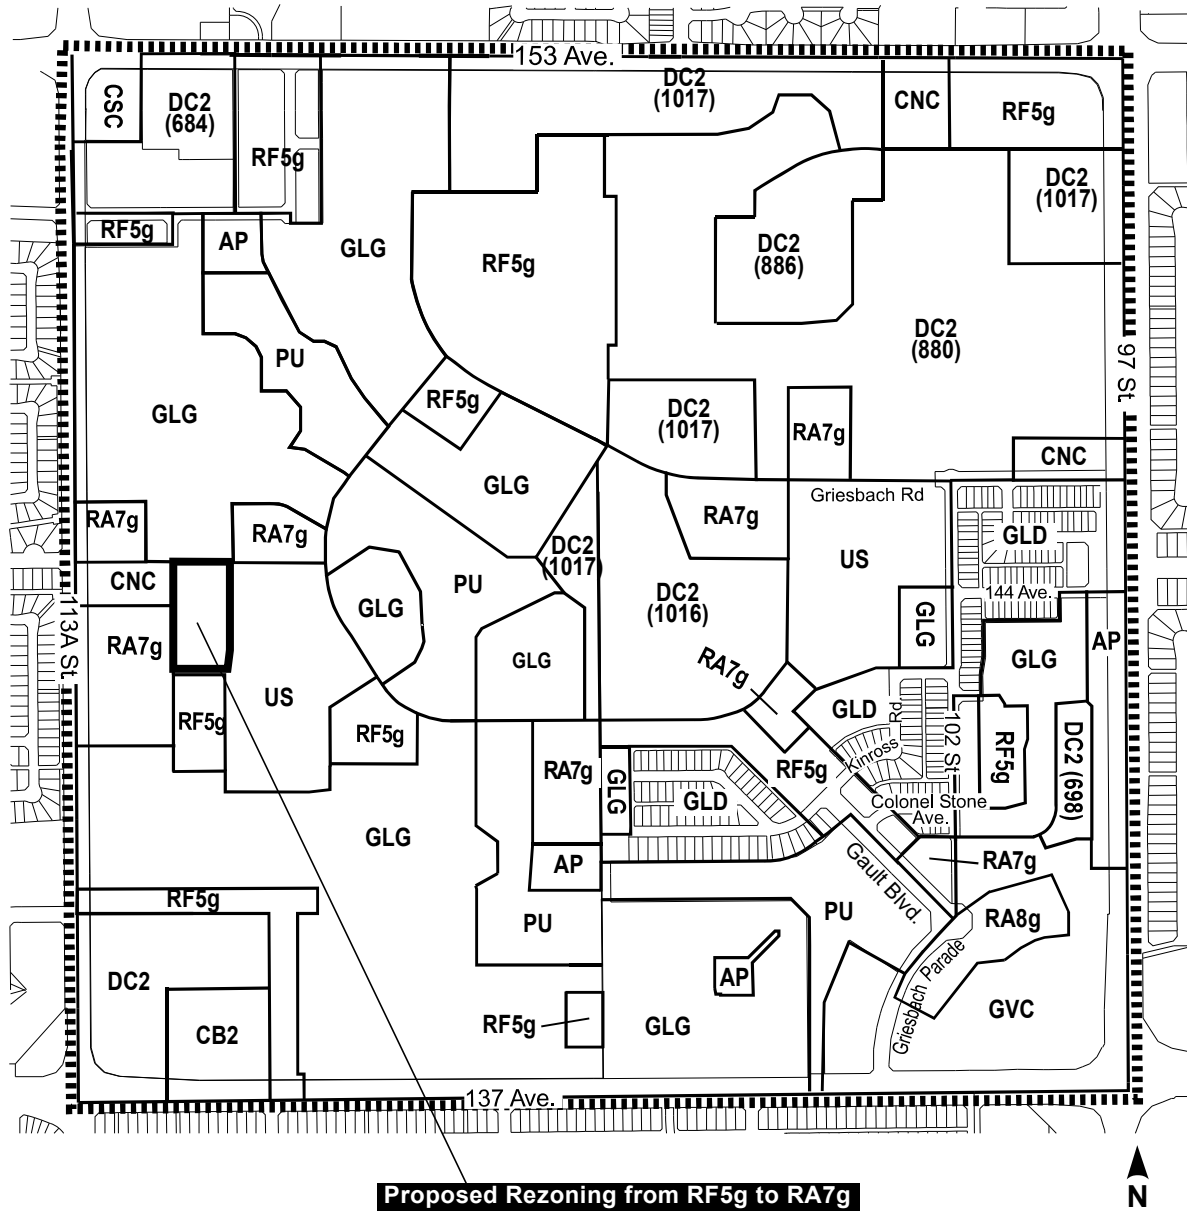 153 Ave.
CSC
DC2
(684)
DC2
(1017)
CNC
RF5g
RF5g
DC2
(1017)
RF5g
AP
GLG
RF5g
DC2
(886)
DC2
(880)
97 St
PU
RF5g
GLG
DC2
(1017)
RA7g
CNC
GLG
Griesbach Rd
RA7g
RA7g
RA7g
GLD
DC2
(1017)
US
CNC
PU
144 Ave.
GLG
DC2
(1016)
GLG
113A St
RA7g
AP
GLG
GLG
RA7g
US
GLD
RF5g
RF5g
Rd
Kinross
102 St
RF5g
DC2 (698)
RA7g
RF5g
GLG
GLD
Colonel Stone
Ave.
GLG
AP
RA7g
Gault Blvd.
RF5g
PU
PU
RA8g
Griesbach Parade
DC2
AP
GVC
RF5g
GLG
CB2
137 Ave.
N
Proposed Rezoning from RF5g to RA7g